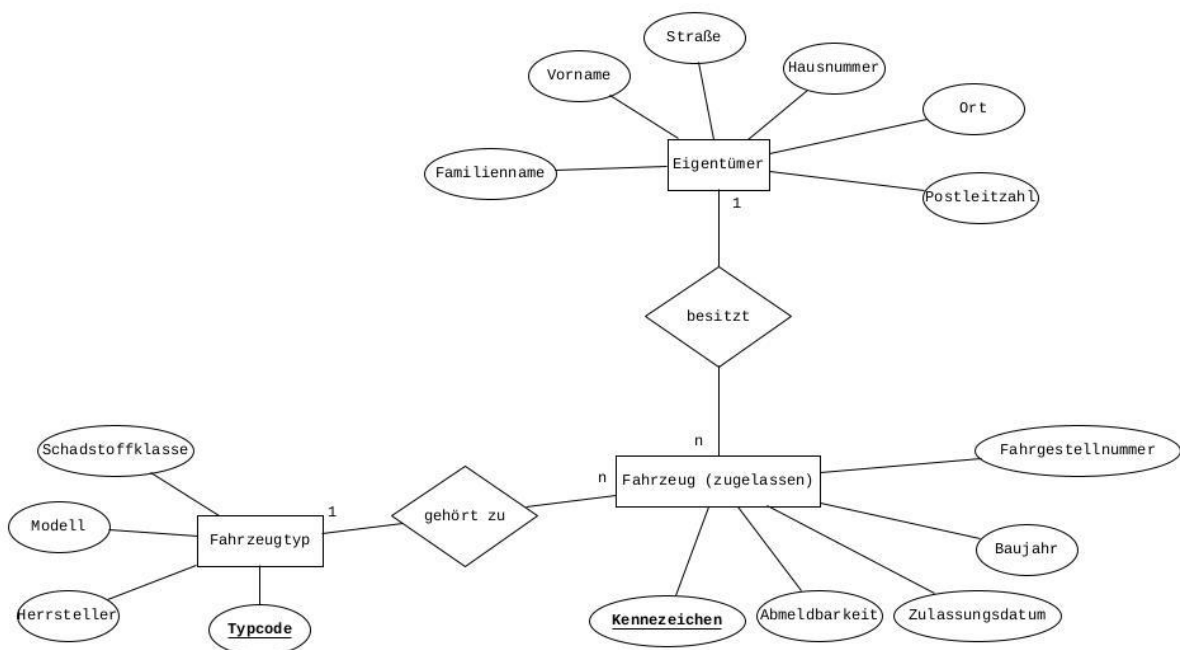 Straße
Vorname
Hausnummer
Ort
Familienname
Eigentümer
Postleitzahl
1
besitzt
n
Fahrgestellnummer
Schadstoffklasse
n
Fahrzeug (zugelassen)
1
gehört zu
Modell
Fahrzeugtyp
Baujahr
Herrsteller
Typcode
Kennezeichen
Abmeldbarkeit
Zulassungsdatum